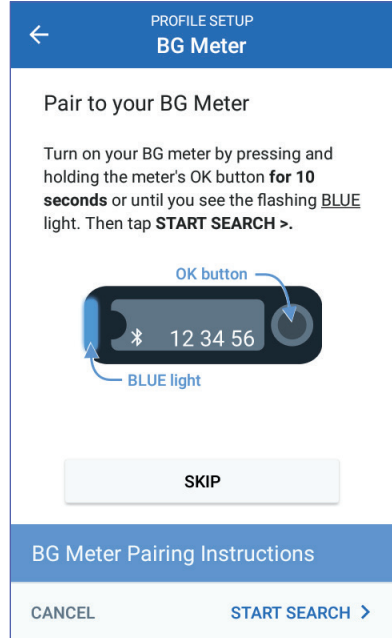 PROFILE SETUP
BG Meter
Pair to your BG Meter
Turn on your BG meter by pressing and
holding the meter's OK button for 10
seconds or until you see the flashing BLUE
light. Then tap START SEARCH >.
OK button
12 34 56
BLUE light
SKIP
BG Meter Pairing Instructions
CANCEL
START SEARCH >